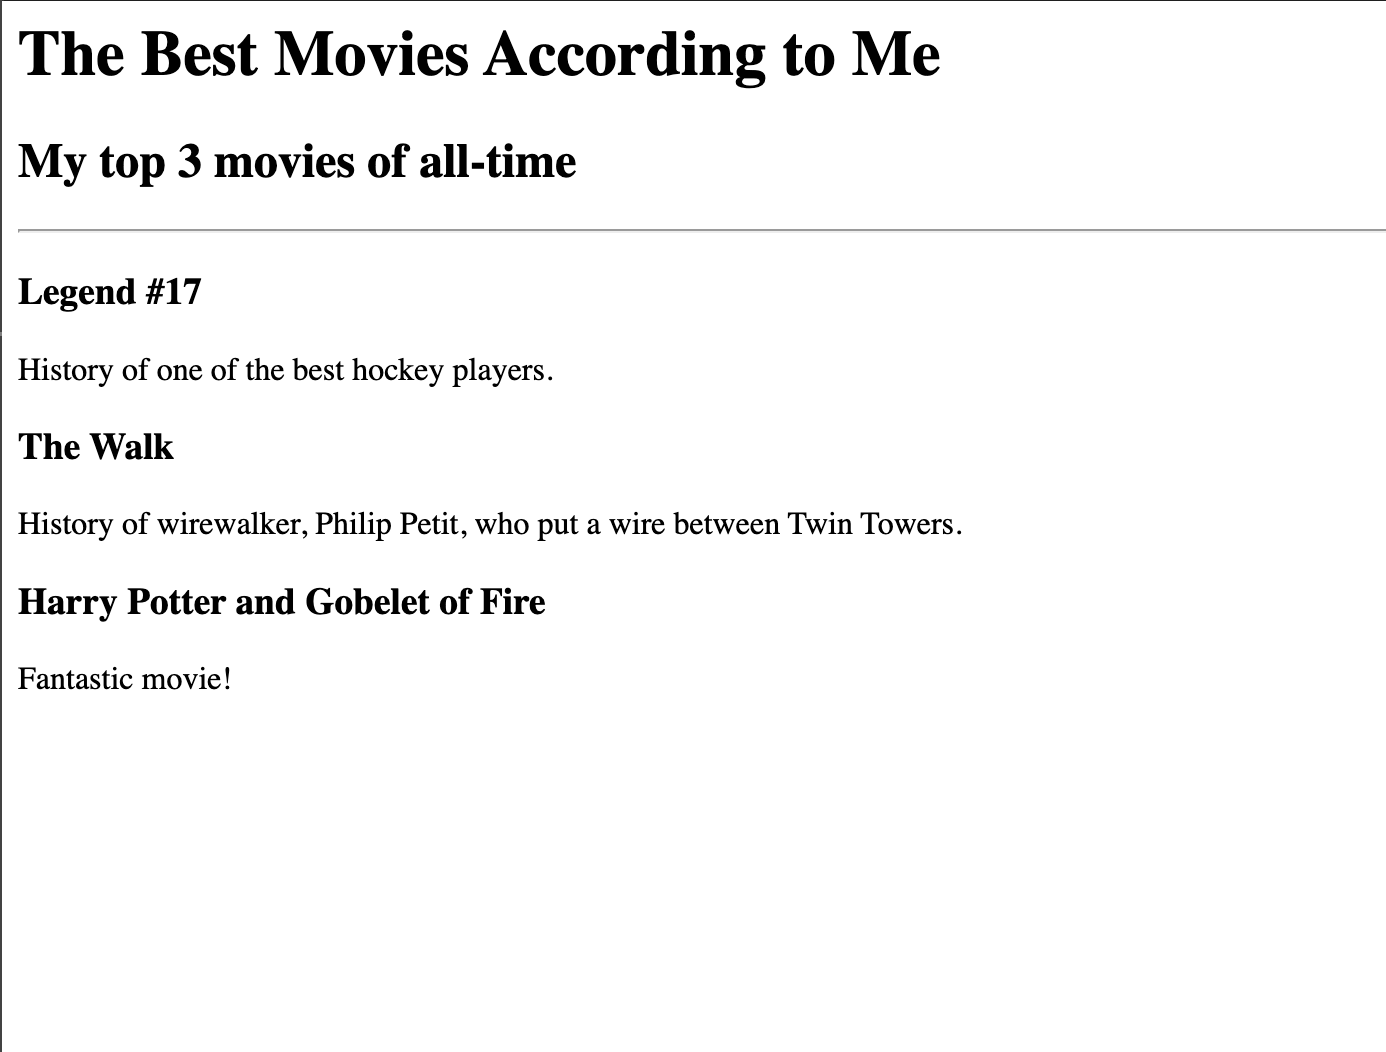 The Best Movies According to Me
My top 3 movies of all-time
Legend #17
History of one of the best hockey players.
The Walk
History of wirewalker, Philip Petit, who put a wire between Twin Towers.
Harry Potter and Gobelet of Fire
Fantastic movie!